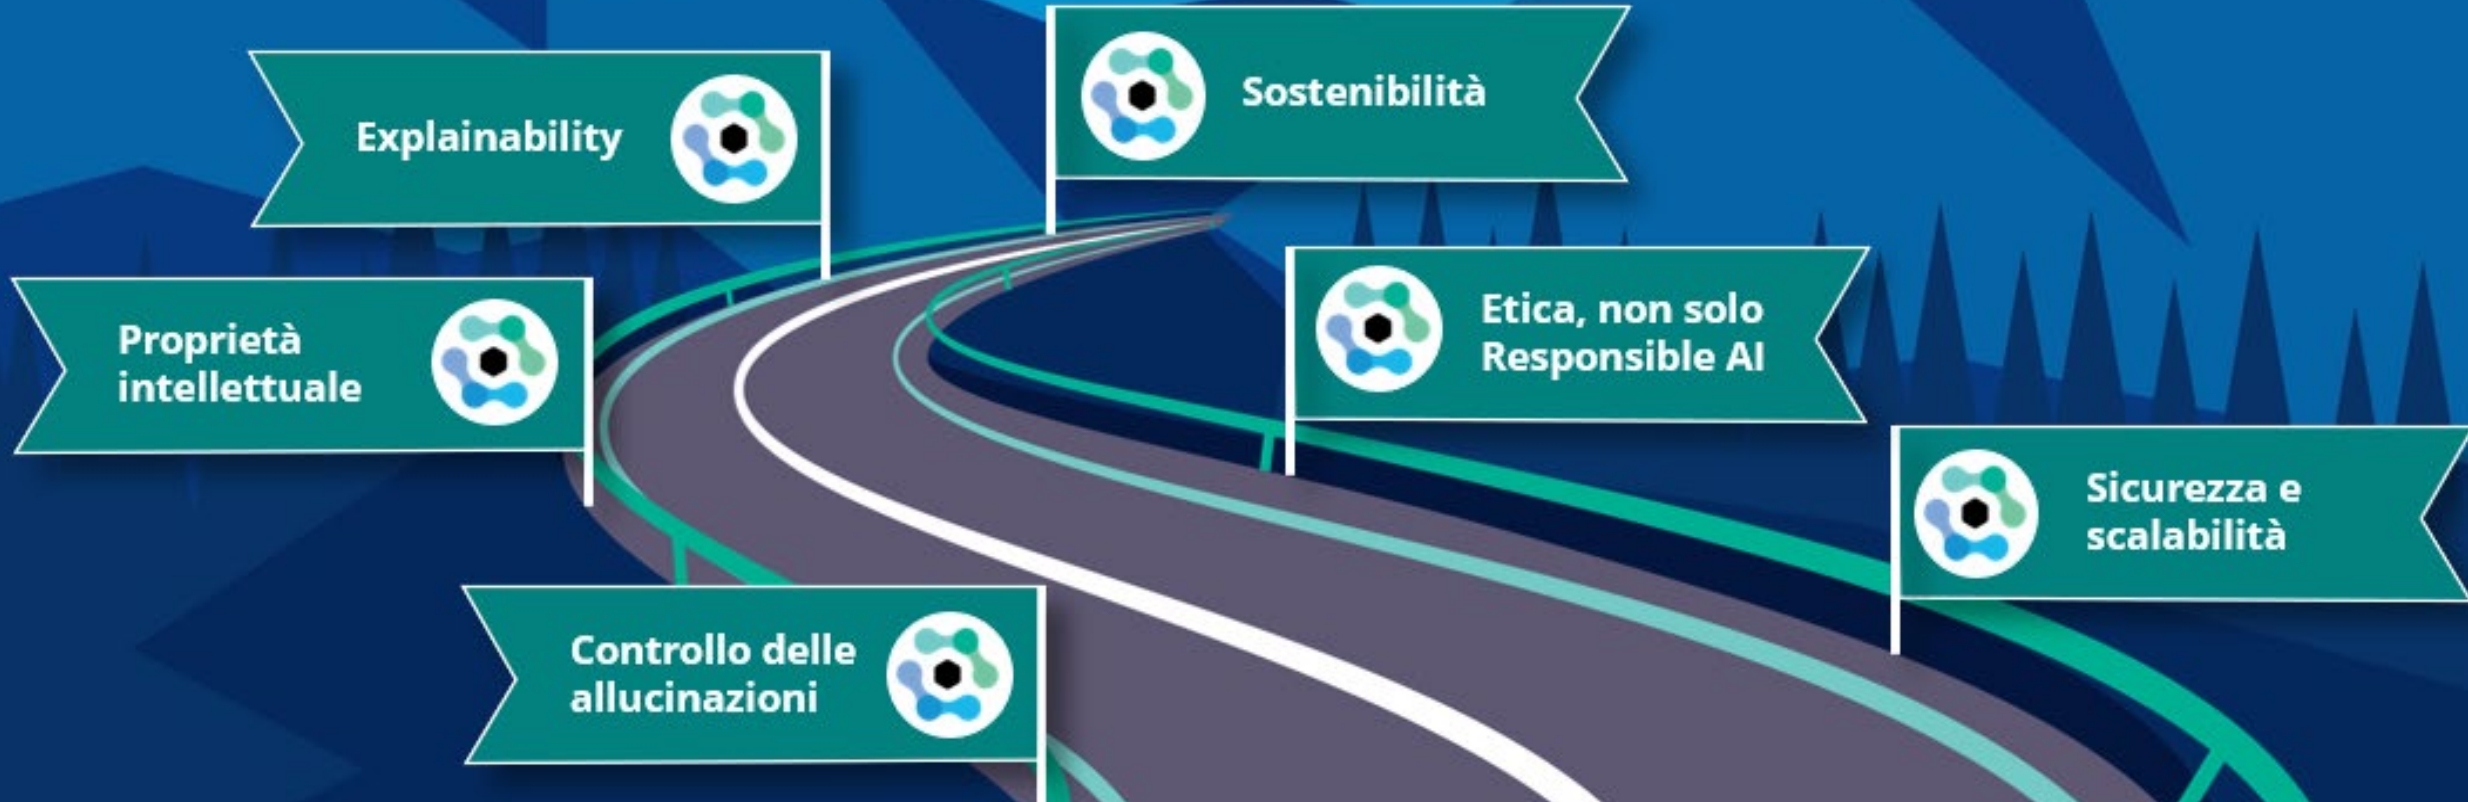 Sostenibilità
Explainability
Etica, non solo
Responsible AI
Proprietà
intellettuale
Sicurezza e
scalabilità
Controllo delle
allucinazioni